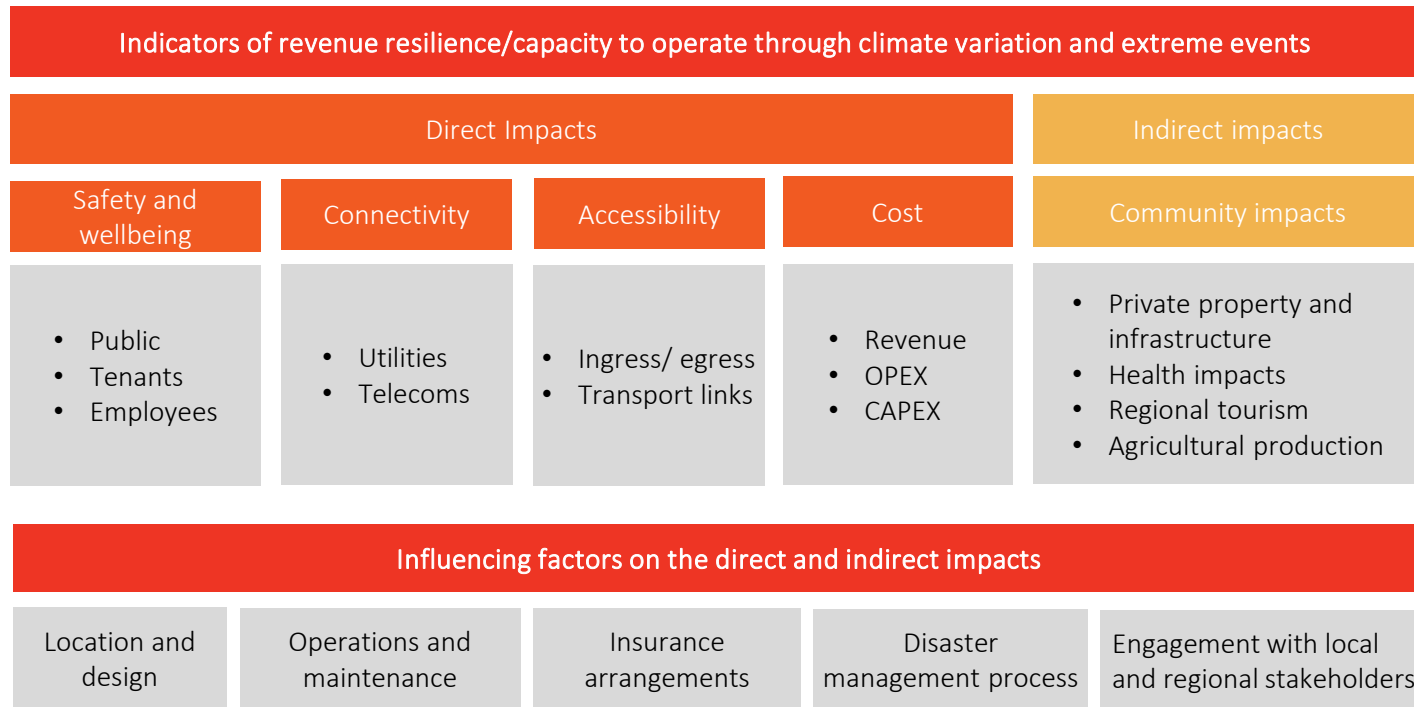 Indicators of revenue resilience/capacity to operate through climate variation and extreme events
Direct Impacts
Indirect impacts
Safety and
wellbeing
Connectivity
Accessibility
Cost
Community impacts
• Public
• Tenants
• Employees
• Utilities
• Telecoms
• Ingress/ egress
• Transport links
• Revenue
• OPEX
• CAPEX
• Private property and
infrastructure
• Health impacts
• Regional tourism
• Agricultural production
Influencing factors on the direct and indirect impacts
Location and
design
Operations and
maintenance
Insurance
arrangements
Disaster
management process
Engagement with local
and regional stakeholders